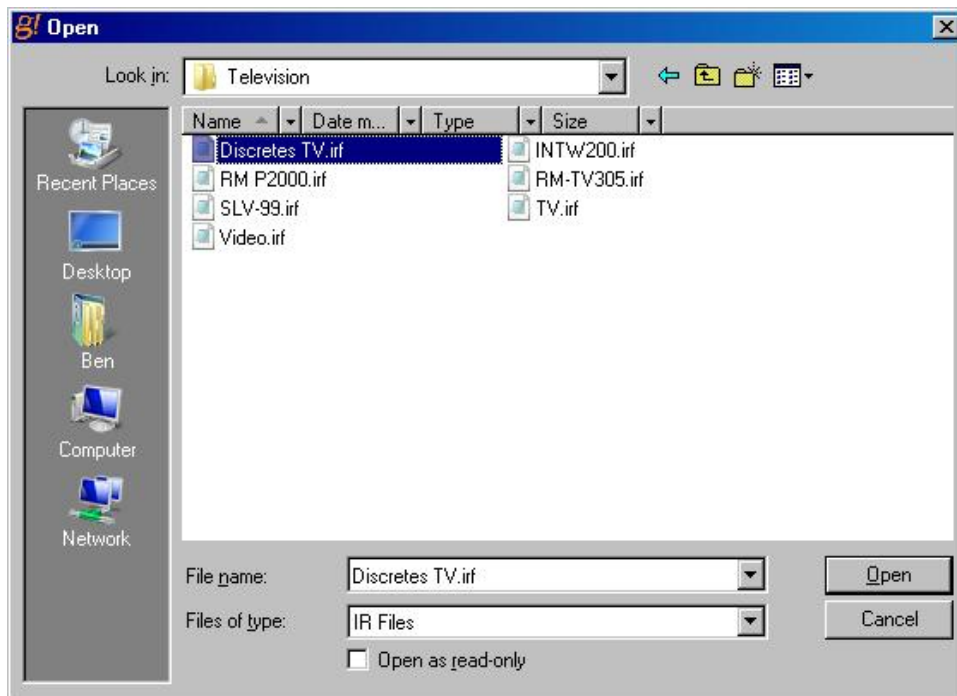 g! Open
Look in: Television
Name Date m... Type Size
Discretes TV.irf INTW200.irf
RM P2000.irf RM-TV305.irf
SLV-99.irf TV.irf
Video.irf
Recent Places
Desktop
Ben
Computer
Network
File name: Discretes TV.irf Open
Files of type: IR Files Cancel
Open as read-only